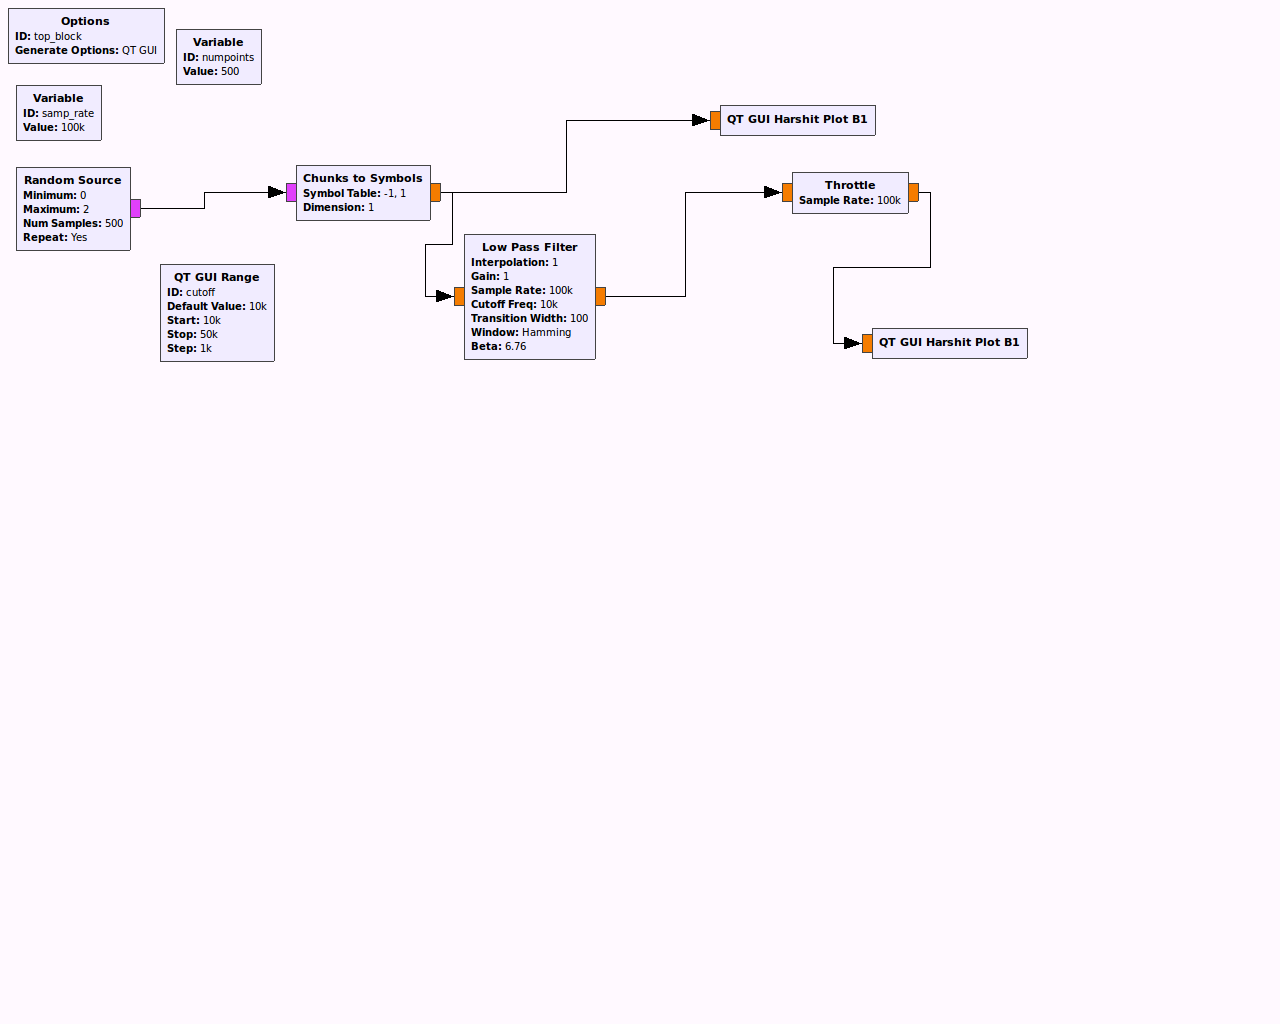 Options
ID: top_block
Generate Options: QT GUI
Variable
ID: numpoints
Value: 500
Variable
ID: samp_rate
Value: 100k
QT GUI Harshit Plot B1
Random Source
Minimum: 0
Maximum: 2
Num Samples: 500
Repeat: Yes
Chunks to Symbols
Symbol Table: -1, 1
Dimension: 1
Throttle
Sample Rate: 100k
Low Pass Filter
Interpolation: 1
Gain: 1
Sample Rate: 100k
Cutoff Freq: 10k
Transition Width: 100
Window: Hamming
Beta: 6.76
QT GUI Range
ID: cutoff
Default Value: 10k
Start: 10k
Stop: 50k
Step: 1k
QT GUI Harshit Plot B1